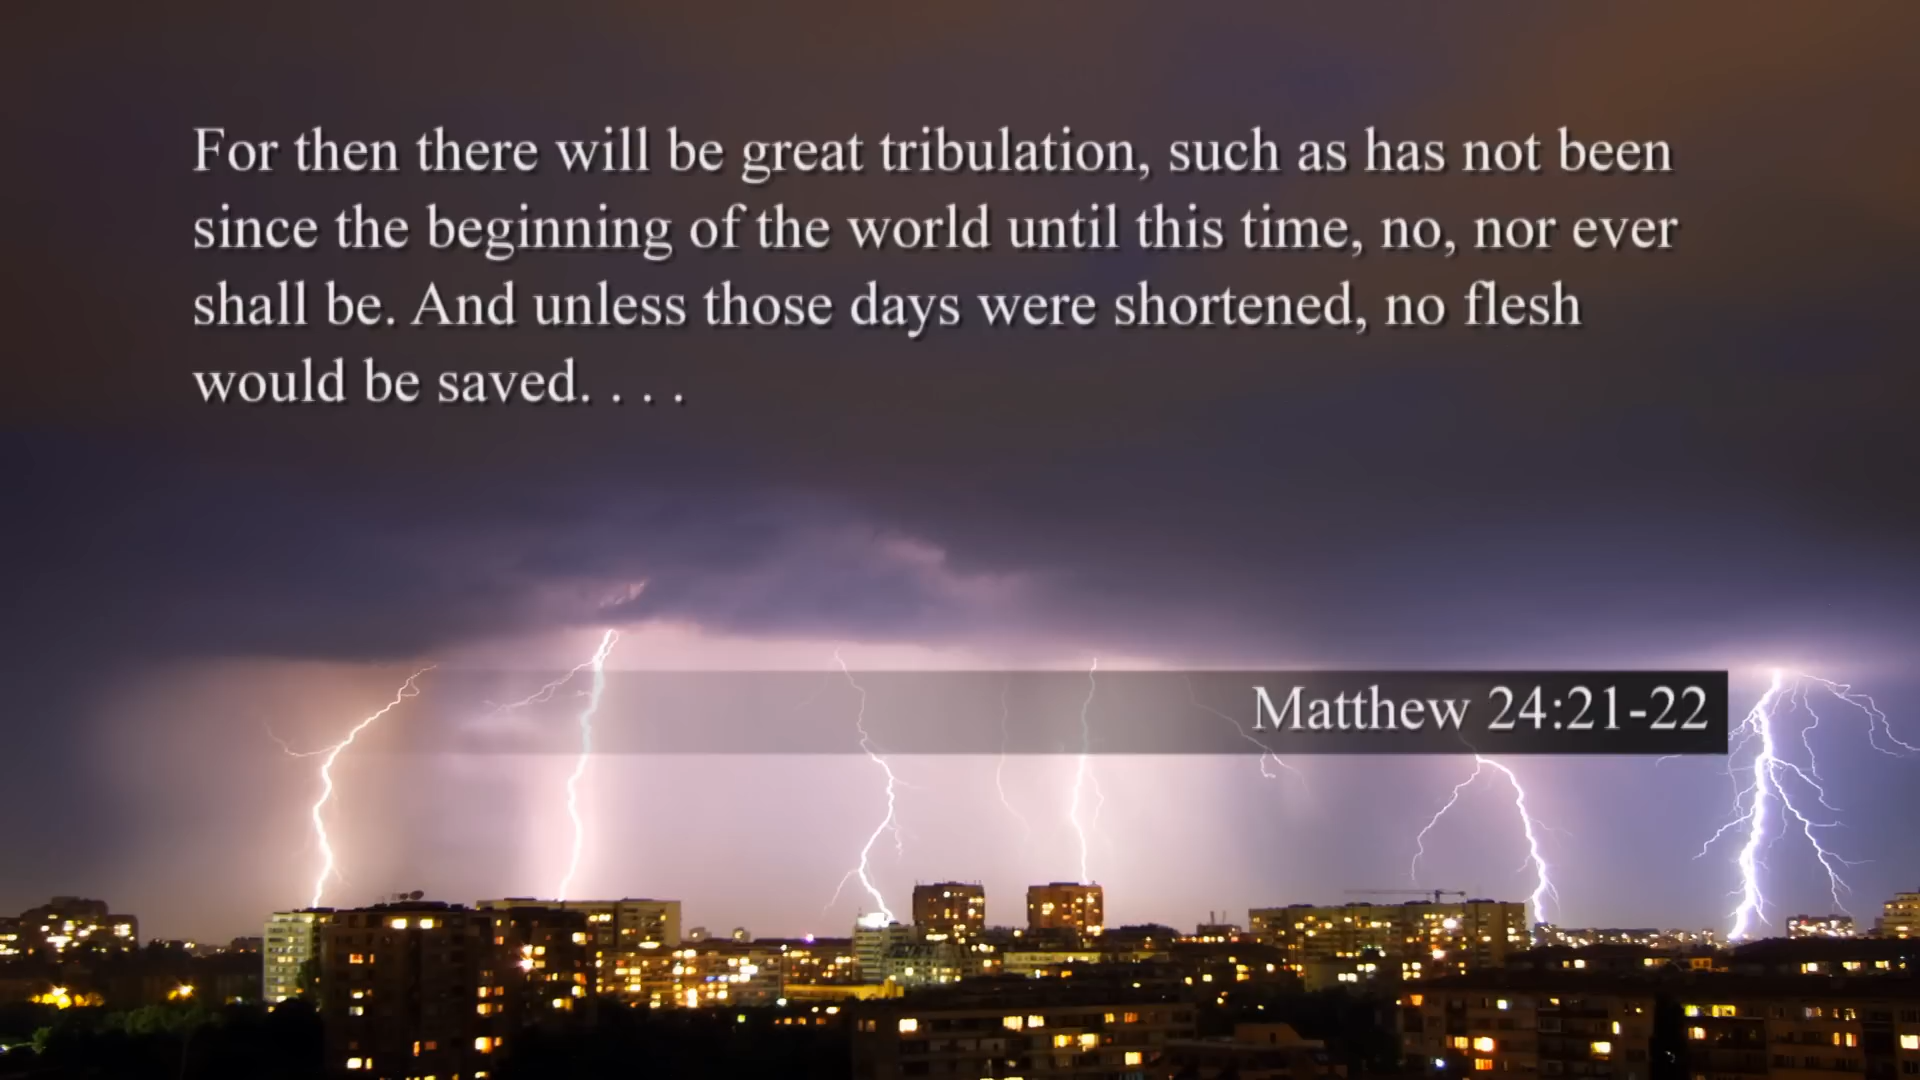 For then there will be great tribulation, such as has not been
since the beginning of the world until this time, no, nor ever
shall be. And unless those days were shortened, no flesh
would be saved. . . .
Matthew 24:21-22